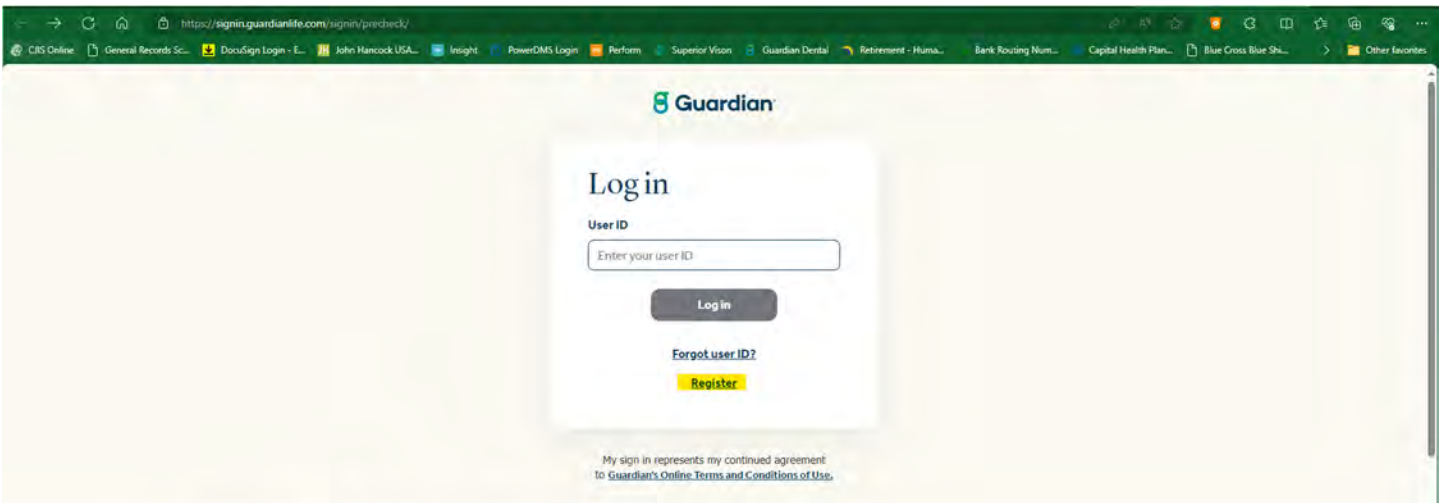 https://signin.guardianlife.com/signin/precheck/
CJIS Online General Records Sc... DocuSign Login - E... John Hancock USA... Insight PowerDMS Login Perform Superior Vison Guardian Dental Retirement - Huma... Bank Routing Num... Capital Health Plan... Blue Cross Blue Shi... Other favorites
Guardian
Log in
User ID
Enter your user ID
Log in
Forgot user ID?
Register
My sign in represents my continued agreement
to Guardian's Online Terms and Conditions of Use.